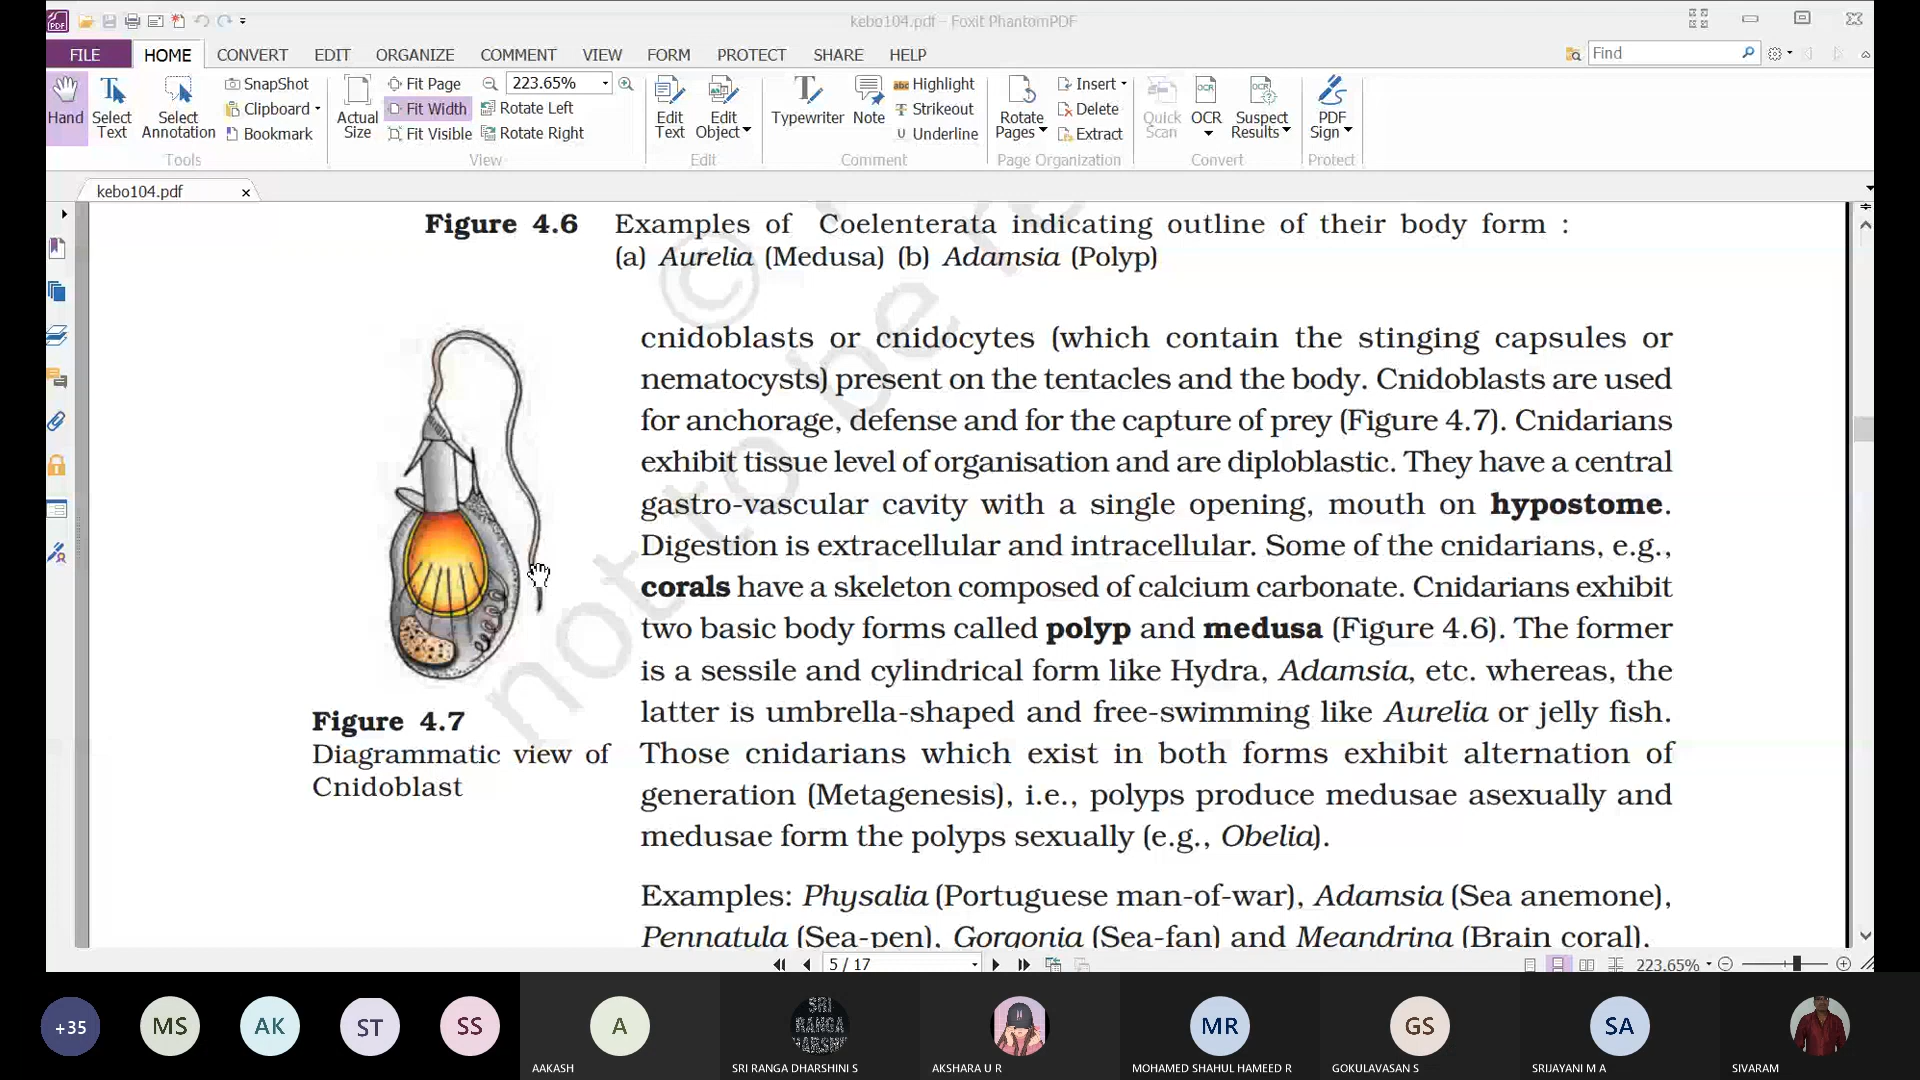 kebo104.pdf - Foxit PhantomPDF
FILE HOME CONVERT EDIT ORGANIZE COMMENT VIEW FORM PROTECT SHARE HELP
Find
Hand
Select Text
Select Annotation
SnapShot
Clipboard
Bookmark
Tools
Actual Size
Fit Page
Fit Width
Fit Visible
223.65%
Rotate Left
Rotate Right
View
Edit Text
Edit Object
Edit
Typewriter
Note
Highlight
Strikeout
Underline
Comment
Rotate Pages
Insert
Delete
Extract
Page Organization
Quick Scan
OCR
Suspect Results
Convert
PDF Sign
Protect
kebo104.pdf
Figure 4.6 Examples of Coelenterata indicating outline of their body form :
(a) Aurelia (Medusa) (b) Adamsia (Polyp)
cnidoblasts or cnidocytes (which contain the stinging capsules or
nematocysts) present on the tentacles and the body. Cnidoblasts are used
for anchorage, defense and for the capture of prey (Figure 4.7). Cnidarians
exhibit tissue level of organisation and are diploblastic. They have a central
gastro-vascular cavity with a single opening, mouth on hypostome.
Digestion is extracellular and intracellular. Some of the cnidarians, e.g.,
corals have a skeleton composed of calcium carbonate. Cnidarians exhibit
two basic body forms called polyp and medusa (Figure 4.6). The former
is a sessile and cylindrical form like Hydra, Adamsia, etc. whereas, the
latter is umbrella-shaped and free-swimming like Aurelia or jelly fish.
Those cnidarians which exist in both forms exhibit alternation of
generation (Metagenesis), i.e., polyps produce medusae asexually and
medusae form the polyps sexually (e.g., Obelia).
Figure 4.7
Diagrammatic view of
Cnidoblast
Examples: Physalia (Portuguese man-of-war), Adamsia (Sea anemone),
Pennatula (Sea-pen), Gorgonia (Sea-fan) and Meandrina (Brain coral).
not to be re
©
5 / 17
223.65%
+35 MS AK ST SS A SRI RANGA DARSHI MR GS SA
AAKASH SRI RANGA DHARSHINI S AKSHARA U R MOHAMED SHAHUL HAMEED R GOKULAVASAN S SRIJAYANI M A SIVARAM